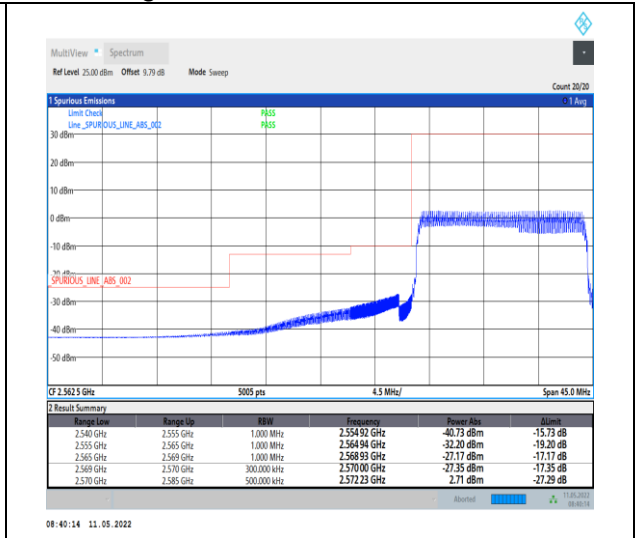 MultiView Spectrum
Ref Level 25.00 dBm Offset 9.79 dB Mode Sweep
Count 20/20
1 Spurious Emissions 1 Avg
Limit Check PASS
Line _SPURIOUS_LINE_ABS_002 PASS
30 dBm
20 dBm
10 dBm
0 dBm
-10 dBm
-20 dBm
_SPURIOUS_LINE_ABS_002
-30 dBm
-40 dBm
-50 dBm
CF 2.562 5 GHz 5005 pts 4.5 MHz/ Span 45.0 MHz
2 Result Summary
Range Low Range Up RBW Frequency Power Abs ΔLimit
2.540 GHz 2.555 GHz 1.000 MHz 2.554 92 GHz -40.73 dBm -15.73 dB
2.555 GHz 2.565 GHz 1.000 MHz 2.564 94 GHz -32.20 dBm -19.20 dB
2.565 GHz 2.569 GHz 1.000 MHz 2.568 93 GHz -27.17 dBm -17.17 dB
2.569 GHz 2.570 GHz 300.000 kHz 2.570 00 GHz -27.35 dBm -17.35 dB
2.570 GHz 2.585 GHz 500.000 kHz 2.572 23 GHz 2.71 dBm -27.29 dB
Aborted 11.05.2022
08:40:14
08:40:14 11.05.2022